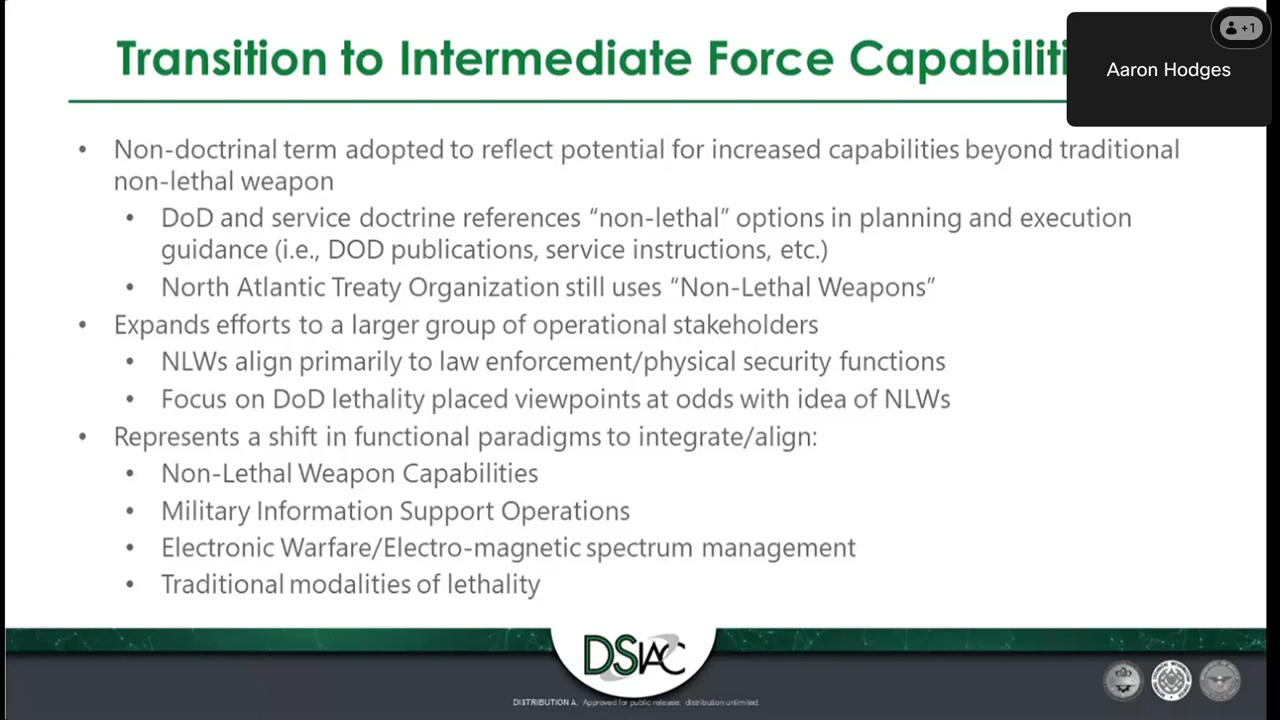 Transition to Intermediate Force Capabiliti
+1
Aaron Hodges
• Non-doctrinal term adopted to reflect potential for increased capabilities beyond traditional
non-lethal weapon
• DoD and service doctrine references “non-lethal” options in planning and execution
guidance (i.e., DOD publications, service instructions, etc.)
• North Atlantic Treaty Organization still uses “Non-Lethal Weapons”
• Expands efforts to a larger group of operational stakeholders
• NLWs align primarily to law enforcement/physical security functions
• Focus on DoD lethality placed viewpoints at odds with idea of NLWs
• Represents a shift in functional paradigms to integrate/align:
• Non-Lethal Weapon Capabilities
• Military Information Support Operations
• Electronic Warfare/Electro-magnetic spectrum management
• Traditional modalities of lethality
DSIAC
DISTRIBUTION A. Approved for public release: distribution unlimited.